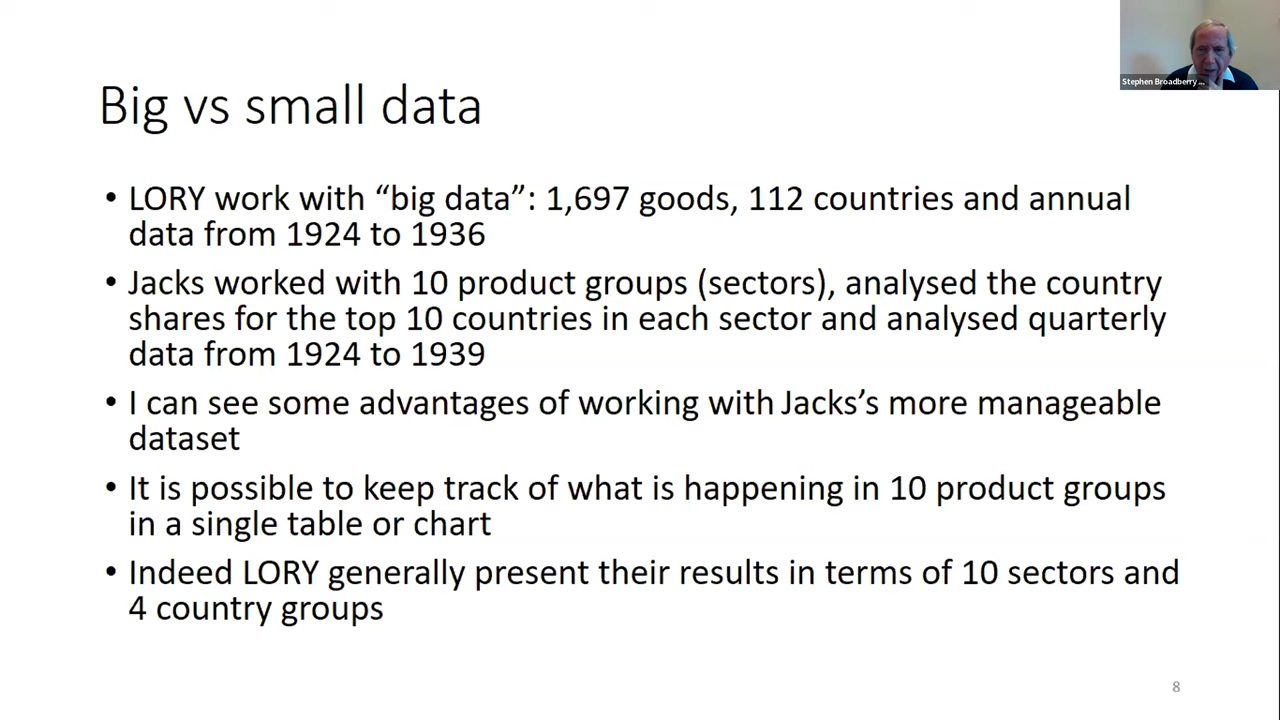 Stephen Broadberry ...
Big vs small data
• LORY work with “big data”: 1,697 goods, 112 countries and annual
data from 1924 to 1936
• Jacks worked with 10 product groups (sectors), analysed the country
shares for the top 10 countries in each sector and analysed quarterly
data from 1924 to 1939
• I can see some advantages of working with Jacks’s more manageable
dataset
• It is possible to keep track of what is happening in 10 product groups
in a single table or chart
• Indeed LORY generally present their results in terms of 10 sectors and
4 country groups
8